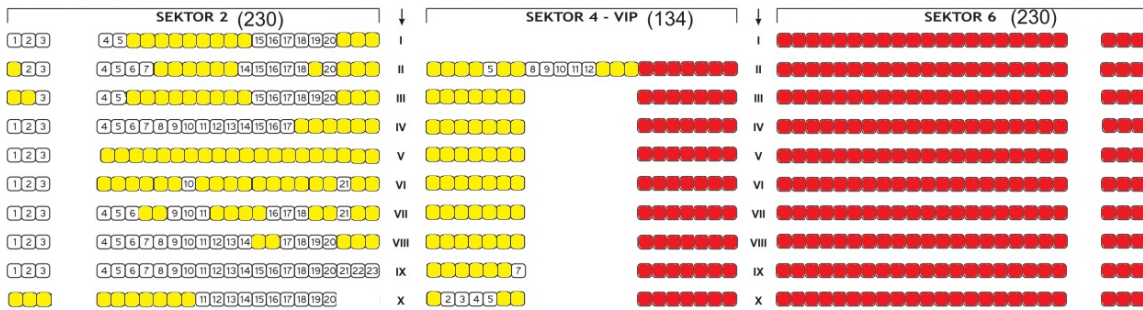 SEKTOR 2 (230) SEKTOR 4 - VIP (134) SEKTOR 6 (230)
1 2 3 4 5 15 16 17 18 19 20 I I
2 3 4 5 6 7 14 15 16 17 18 20 II 5 8 9 10 11 12 II
3 4 5 15 16 17 18 19 20 III III
1 2 3 4 5 6 7 8 9 10 11 12 13 14 15 16 17 IV IV
1 2 3 V V
1 2 3 10 21 VI VI
1 2 3 4 5 6 9 10 11 16 17 18 21 VII VII
1 2 3 4 5 6 7 8 9 10 11 12 13 14 17 18 19 20 VIII VIII
1 2 3 4 5 6 7 8 9 10 11 12 13 14 15 16 17 18 19 20 21 22 23 IX 7 IX
11 12 13 14 15 16 17 18 19 20 X 2 3 4 5 X